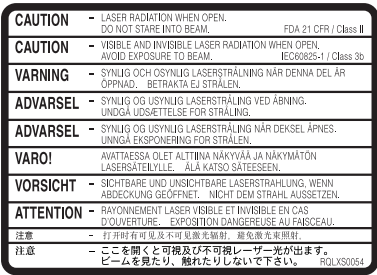 CAUTION - LASER RADIATION WHEN OPEN.
DO NOT STARE INTO BEAM. FDA 21 CFR / Class II
CAUTION - VISIBLE AND INVISIBLE LASER RADIATION WHEN OPEN.
AVOID EXPOSURE TO BEAM. IEC60825-1 / Class 3b
VARNING - SYNLIG OCH OSYNLIG LASERSTRÅLNING NÄR DENNA DEL ÄR
ÖPPNAD. BETRAKTA EJ STRÅLEN.
ADVARSEL - SYNLIG OG USYNLIG LASERSTRÅLING VED ÅBNING.
UNDGÅ UDSÆTTELSE FOR STRÅLING.
ADVARSEL - SYNLIG OG USYNLIG LASERSTRÅLING NÅR DEKSEL ÅPNES.
UNNGÅ EKSPONERING FOR STRÅLEN.
VARO! - AVATTAESSA OLET ALTTIINA NÄKYVÄÄ JA NÄKYMÄTÖN
LASERSÄTEILYLLE. ÄLÄ KATSO SÄTEESEEN.
VORSICHT - SICHTBARE UND UNSICHTBARE LASERSTRAHLUNG, WENN
ABDECKUNG GEÖFFNET. NICHT DEM STRAHL AUSSETZEN.
ATTENTION - RAYONNEMENT LASER VISIBLE ET INVISIBLE EN CAS
D'OUVERTURE. EXPOSITION DANGEREUSE AU FAISCEAU.
注意 - 打开时有可见及不可见激光辐射。避免激光束照射。
注意 - ここを開くと可視及び不可視レーザー光が出ます。
ビームを見たり、触れたりしないで下さい。 RQLXS0054